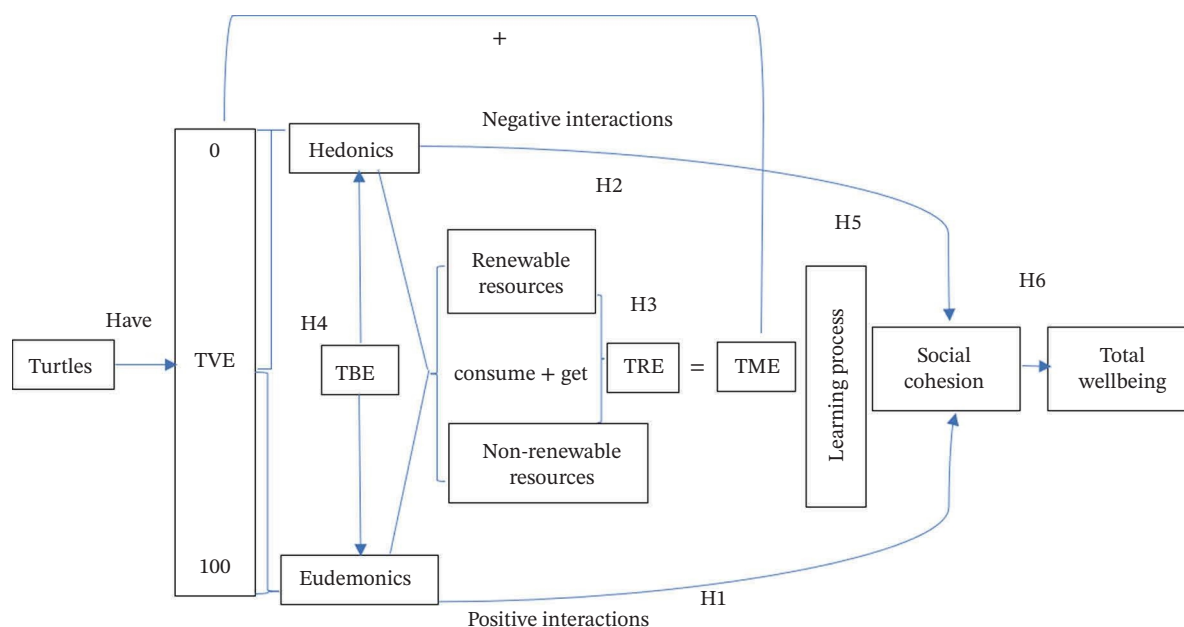 +
Negative interactions
0
Hedonics
H2
H5
Renewable
resources
H3
H6
Have
H4
Turtles
TVE
TBE
consume + get
TRE
=
TME
Learning process
Social
cohesion
Total
wellbeing
Non-renewable
resources
100
Eudemonics
H1
Positive interactions